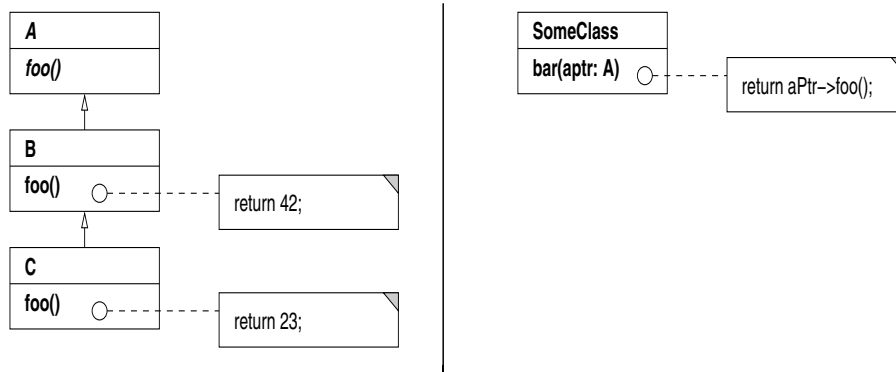 A
foo()
B
foo()
return 42;
C
foo()
return 23;
SomeClass
bar(aptr: A)
return aPtr−>foo();